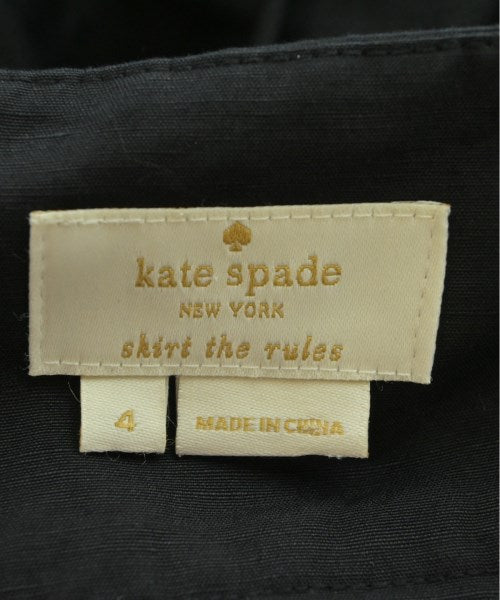 kate spade
NEW YORK
skirt the rules
4
MADE IN CHINA